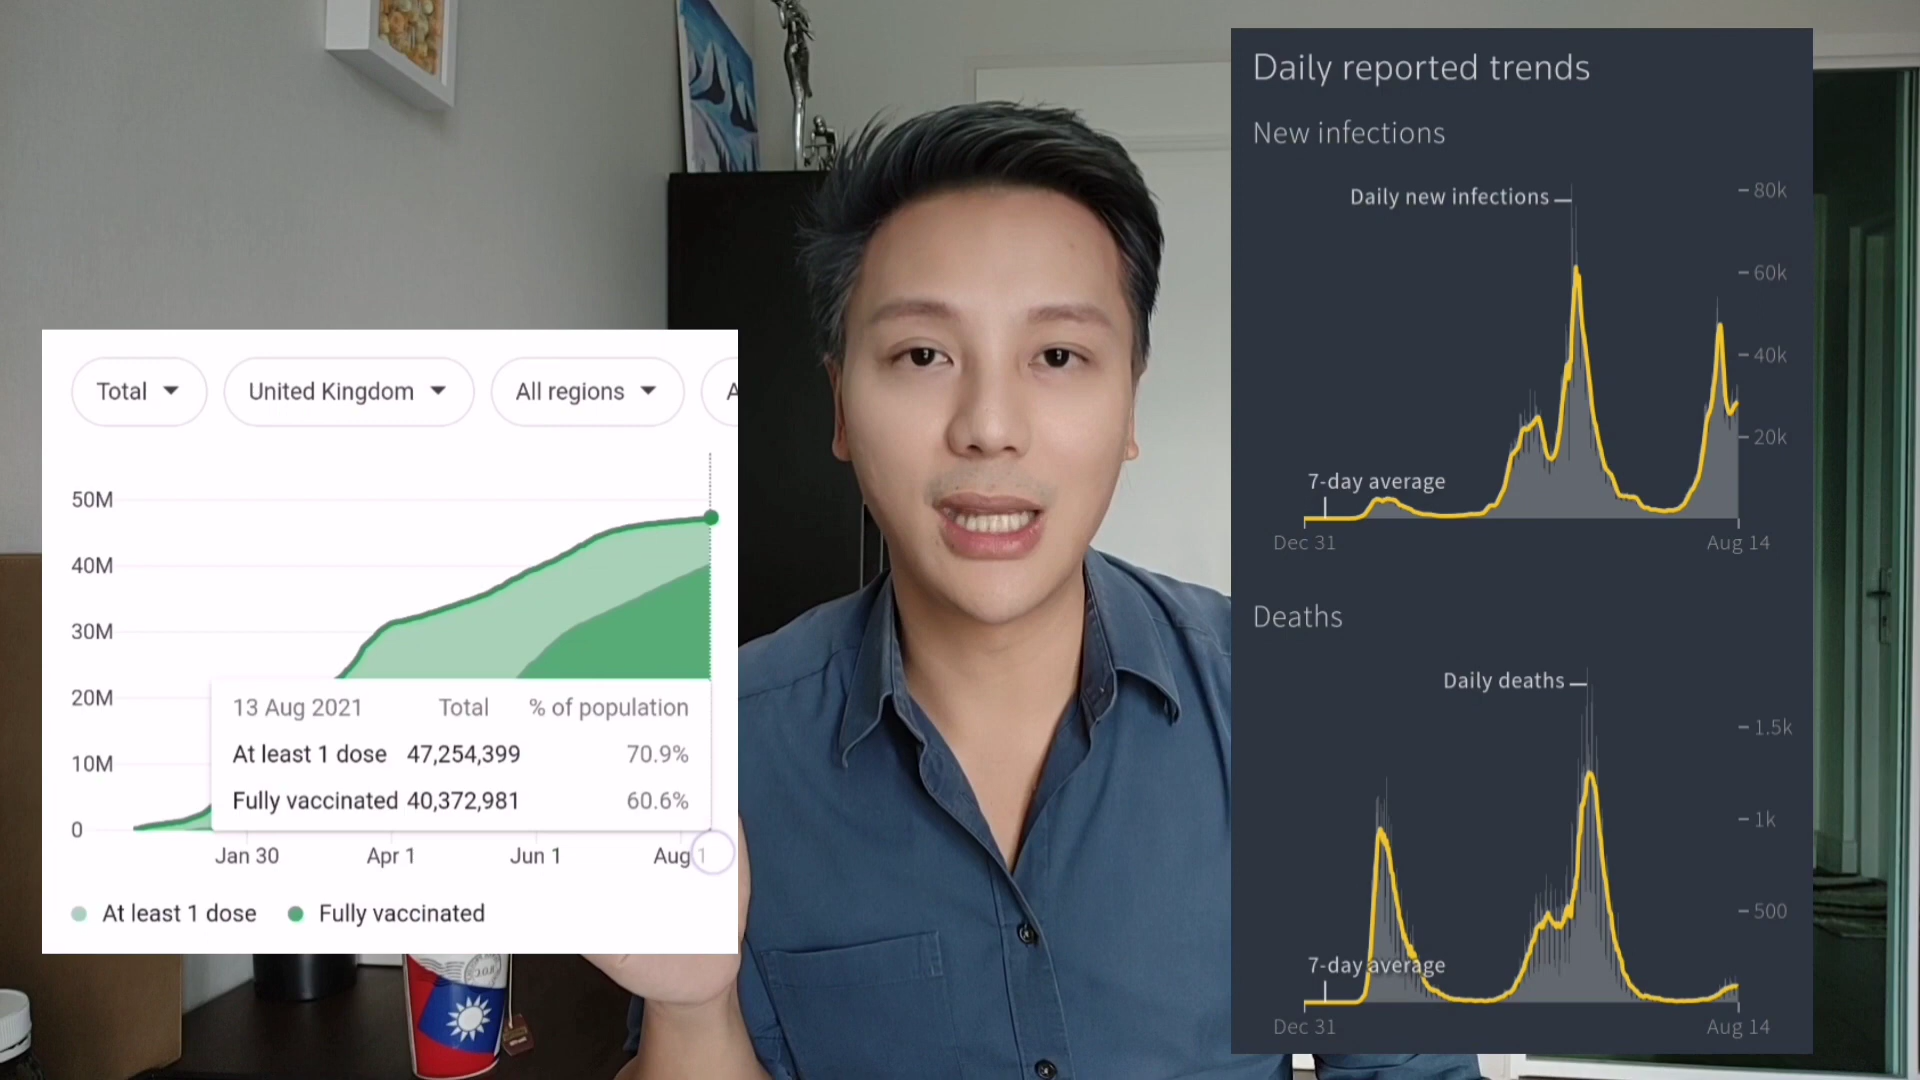 Total
United Kingdom
All regions
A
50M
40M
30M
20M
10M
0
13 Aug 2021 Total % of population
At least 1 dose 47,254,399 70.9%
Fully vaccinated 40,372,981 60.6%
Jan 30 Apr 1 Jun 1 Aug 1
At least 1 dose Fully vaccinated
Daily reported trends
New infections
Daily new infections
80k
60k
40k
20k
7-day average
Dec 31 Aug 14
Deaths
Daily deaths
1.5k
1k
500
7-day average
Dec 31 Aug 14